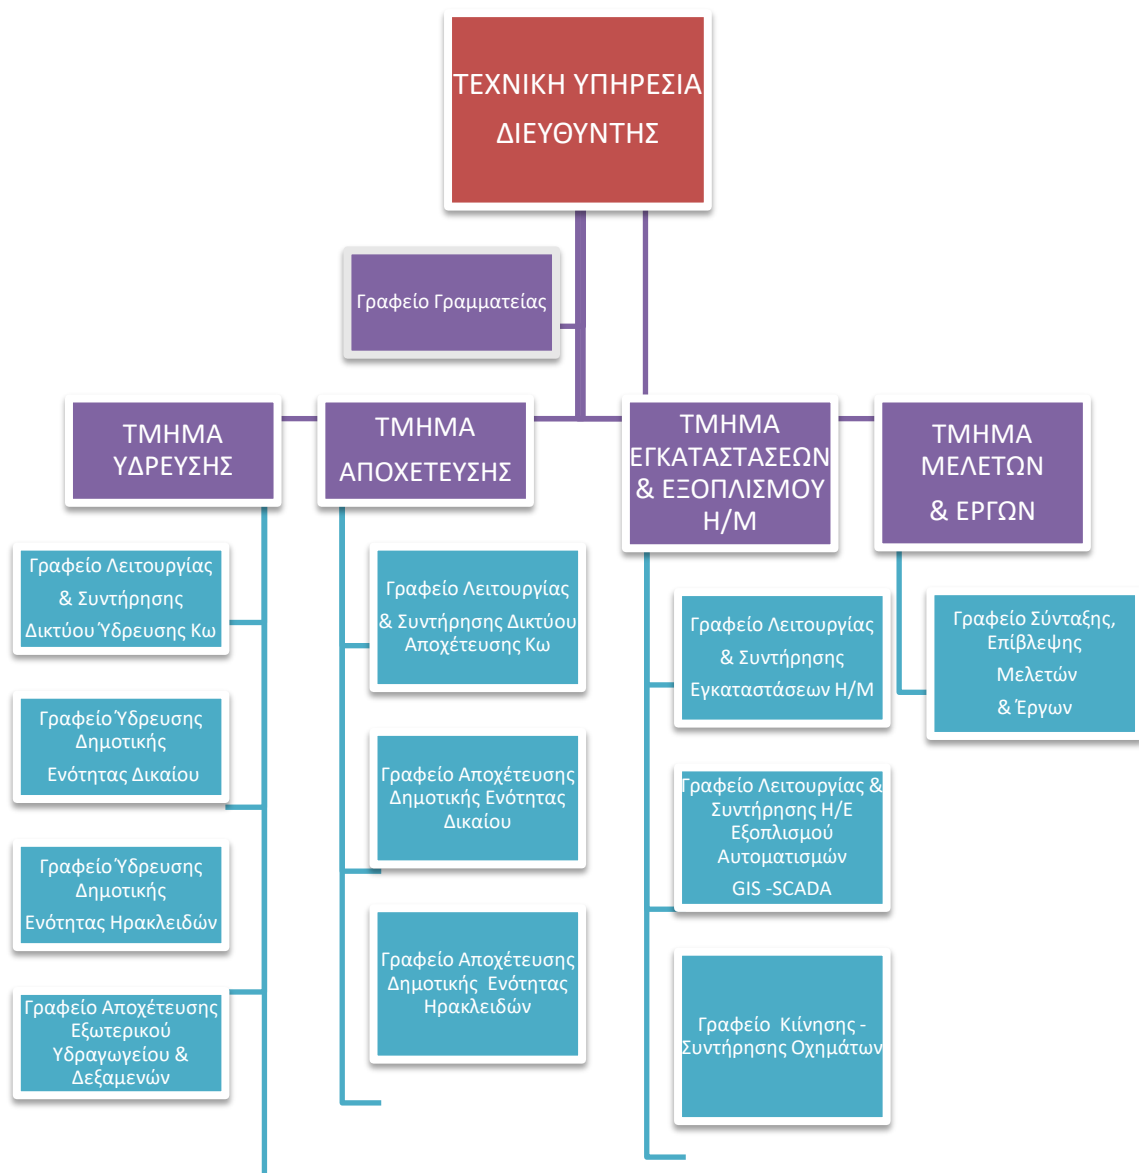 ΤΕΧΝΙΚΗ ΥΠΗΡΕΣΙΑ
ΔΙΕΥΘΥΝΤΗΣ
Γραφείο Γραμματείας
ΤΜΗΜΑ
ΥΔΡΕΥΣΗΣ
Γραφείο Λειτουργίας
& Συντήρησης
Δικτύου Ύδρευσης Κω
Γραφείο Ύδρευσης
Δημοτικής
Ενότητας Δικαίου
Γραφείο Ύδρευσης
Δημοτικής
Ενότητας Ηρακλειδών
Γραφείο Αποχέτευσης
Εξωτερικού
Υδραγωγείου &
Δεξαμενών
ΤΜΗΜΑ
ΑΠΟΧΕΤΕΥΣΗΣ
Γραφείο Λειτουργίας
& Συντήρησης Δικτύου
Αποχέτευσης Κω
Γραφείο Αποχέτευσης
Δημοτικής Ενότητας
Δικαίου
Γραφείο Αποχέτευσης
Δημοτικής Ενότητας
Ηρακλειδών
ΤΜΗΜΑ
ΕΓΚΑΤΑΣΤΑΣΕΩΝ
& ΕΞΟΠΛΙΣΜΟΥ
Η/Μ
Γραφείο Λειτουργίας
& Συντήρησης
Εγκαταστάσεων Η/Μ
Γραφείο Λειτουργίας &
Συντήρησης Η/Ε
Εξοπλισμού
Αυτοματισμών
GIS -SCADA
Γραφείο Κιίνησης -
Συντήρησης Οχημάτων
ΤΜΗΜΑ
ΜΕΛΕΤΩΝ
& ΕΡΓΩΝ
Γραφείο Σύνταξης,
Επίβλεψης
Μελετών
& Έργων